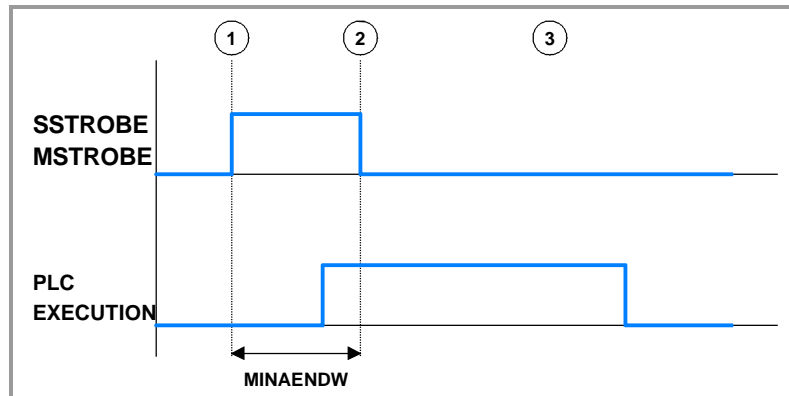 1 2 3
SSTROBE
MSTROBE
PLC
EXECUTION
MINAENDW